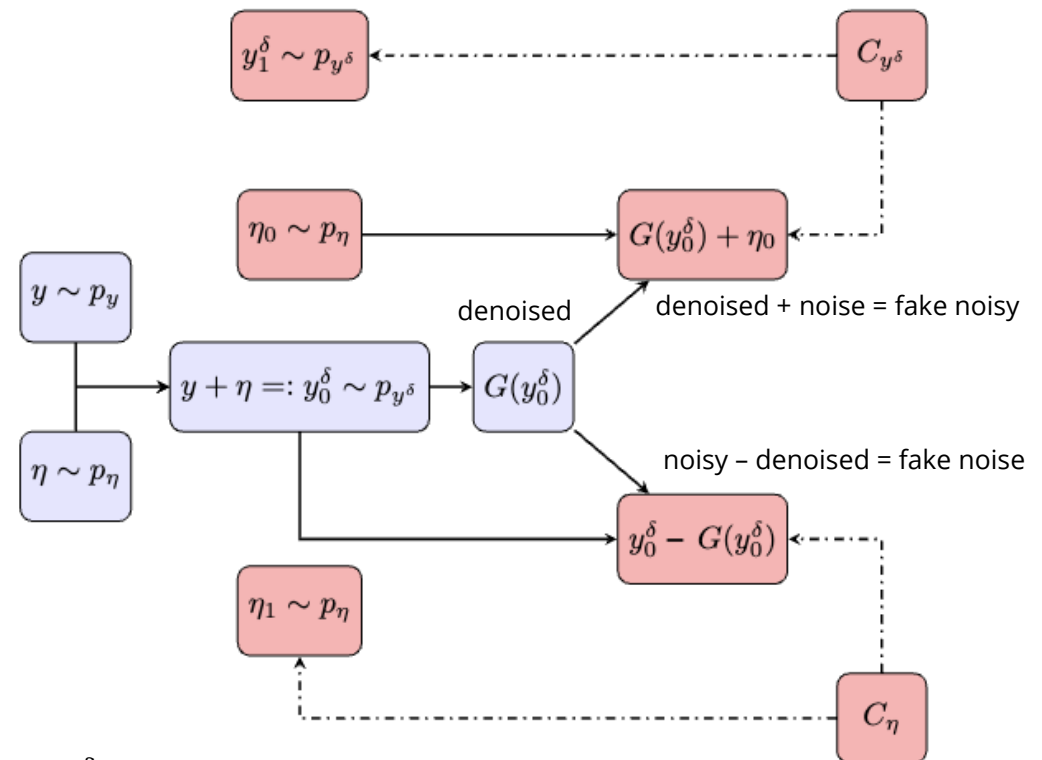 y₁^δ ∼ p_{y^δ}
C_{y^δ}
η₀ ∼ p_η
G(y₀^δ) + η₀
y ∼ p_y
denoised
denoised + noise = fake noisy
y + η =: y₀^δ ∼ p_{y^δ}
G(y₀^δ)
η ∼ p_η
noisy – denoised = fake noise
y₀^δ – G(y₀^δ)
η₁ ∼ p_η
C_η